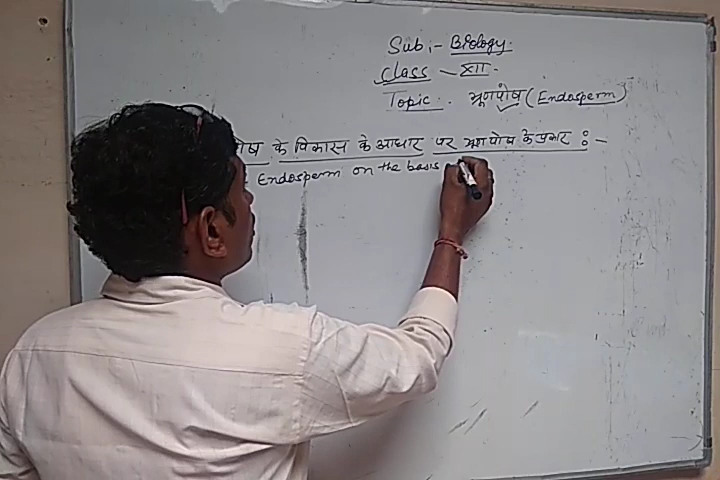 Sub:- Biology.
Class - XII.
Topic. भ्रूणपोष (Endosperm)
पोष के विकास के आधार पर भ्रूणपोष के प्रकार :-
Endosperm on the basis